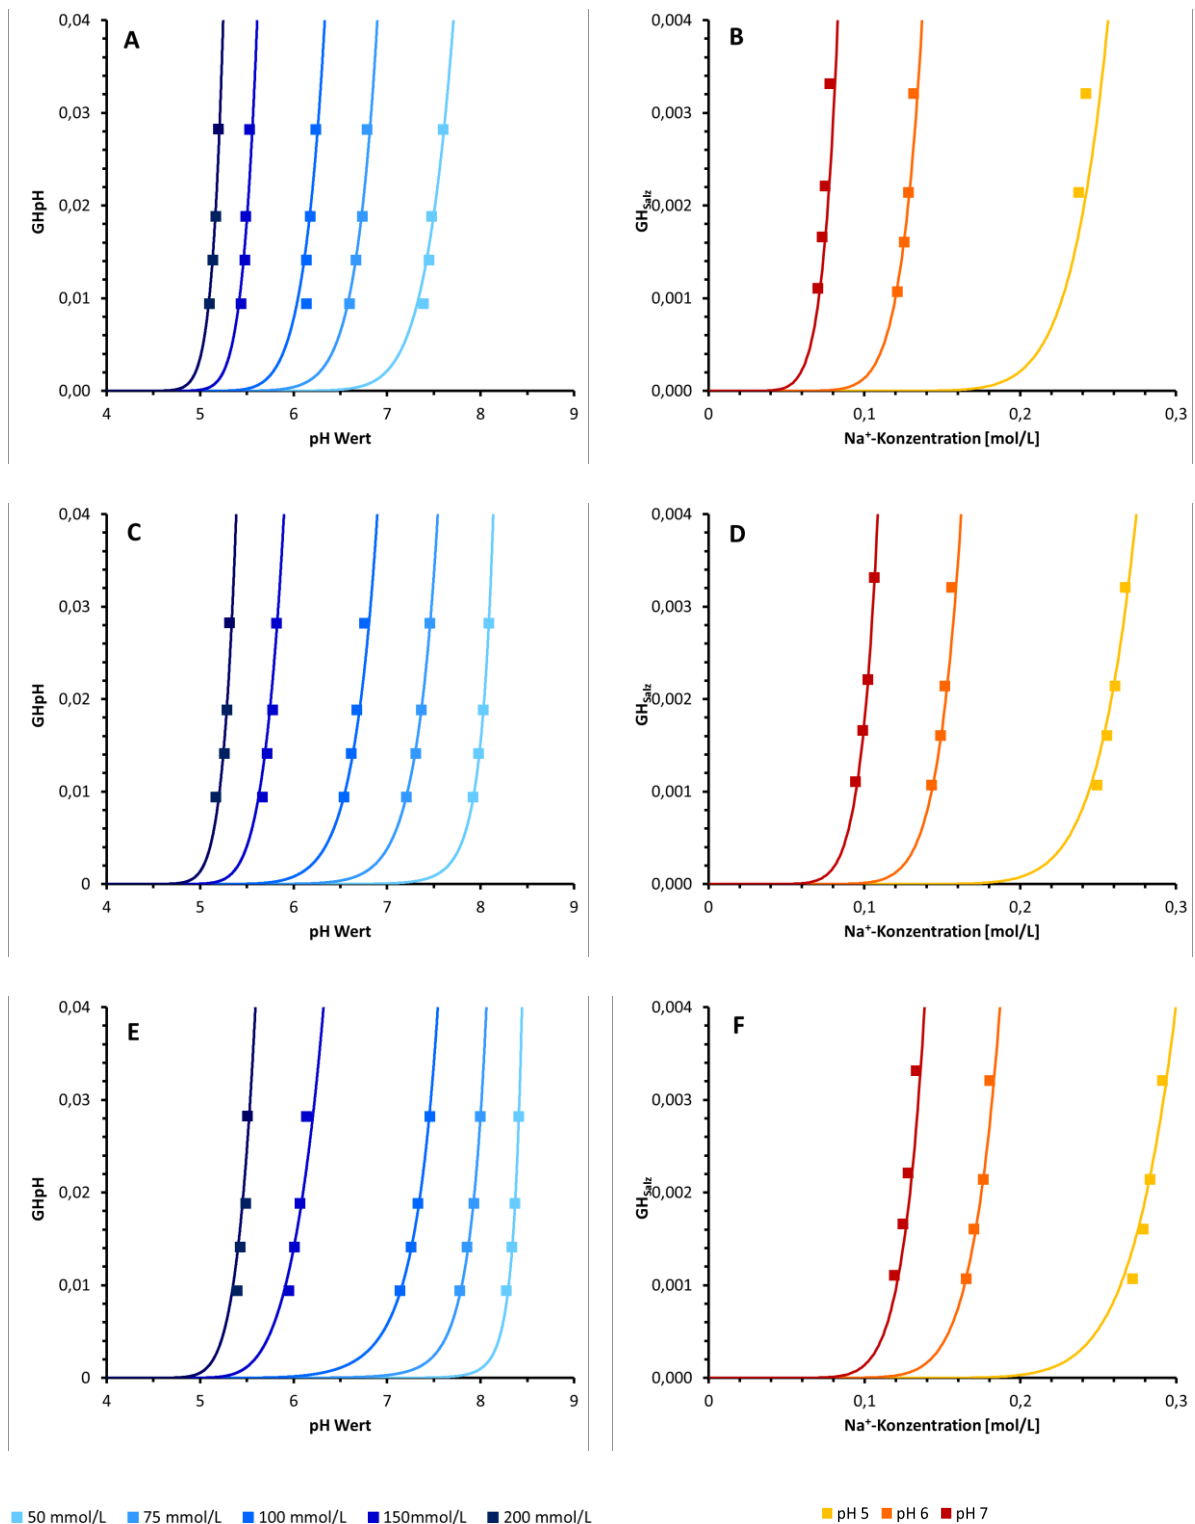 A
0,04
0,03
0,02
0,01
0,00
GHpH
4 5 6 7 8 9
pH Wert
B
0,004
0,003
0,002
0,001
0,000
GHSalz
0 0,1 0,2 0,3
Na⁺-Konzentration [mol/L]
C
0,04
0,03
0,02
0,01
0
GHpH
4 5 6 7 8 9
pH Wert
D
0,004
0,003
0,002
0,001
0,000
GHSalz
0 0,1 0,2 0,3
Na⁺-Konzentration [mol/L]
E
0,04
0,03
0,02
0,01
0
GHpH
4 5 6 7 8 9
pH Wert
F
0,004
0,003
0,002
0,001
0,000
GHSalz
0 0,1 0,2 0,3
Na⁺-Konzentration [mol/L]
50 mmol/L 75 mmol/L 100 mmol/L 150mmol/L 200 mmol/L
pH 5 pH 6 pH 7